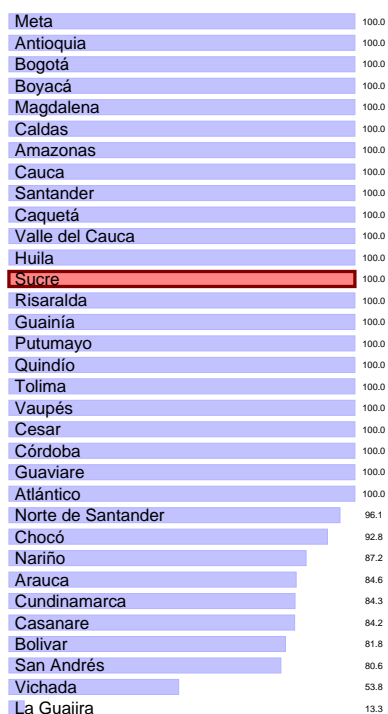 Meta 100.0
Antioquia 100.0
Bogotá 100.0
Boyacá 100.0
Magdalena 100.0
Caldas 100.0
Amazonas 100.0
Cauca 100.0
Santander 100.0
Caquetá 100.0
Valle del Cauca 100.0
Huila 100.0
Sucre 100.0
Risaralda 100.0
Guainía 100.0
Putumayo 100.0
Quindío 100.0
Tolima 100.0
Vaupés 100.0
Cesar 100.0
Córdoba 100.0
Guaviare 100.0
Atlántico 100.0
Norte de Santander 96.1
Chocó 92.8
Nariño 87.2
Arauca 84.6
Cundinamarca 84.3
Casanare 84.2
Bolivar 81.8
San Andrés 80.6
Vichada 53.8
La Guajira 13.3